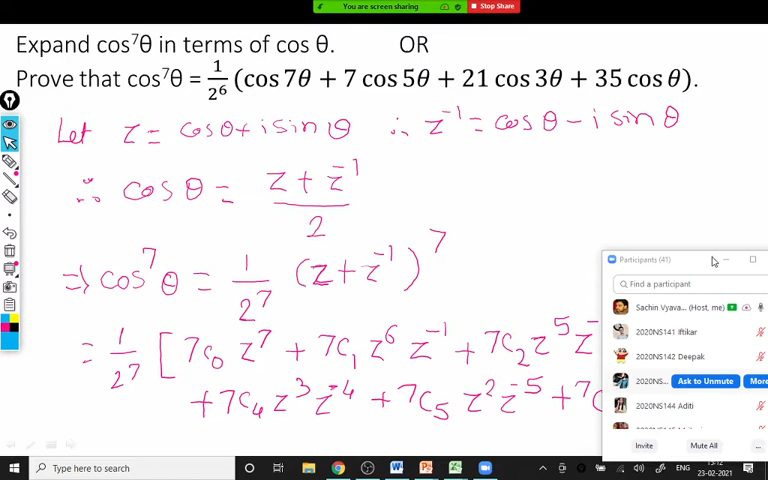 You are screen sharing Stop Share
Expand cos⁷θ in terms of cos θ. OR
Prove that cos⁷θ = 1/2⁶ (cos 7θ + 7 cos 5θ + 21 cos 3θ + 35 cos θ).
Let z = cosθ + i sin θ ∴ z⁻¹ = cosθ − i sin θ
∴ cos θ = (z + z⁻¹)/2
⇒ cos⁷θ = 1/2⁷ (z + z⁻¹)⁷
= 1/2⁷ [ 7c₀ z⁷ + 7c₁ z⁶ z⁻¹ + 7c₂ z⁵ z⁻
+ 7c₄ z³ z⁻⁴ + 7c₅ z² z⁻⁵ + 7c
Participants (41)
Find a participant
Sachin Vyava... (Host, me)
2020NS141 Iftikar
2020NS142 Deepak
2020NS... Ask to Unmute More
2020NS144 Aditi
Invite Mute All ...
Type here to search
ENG
23-02-2021